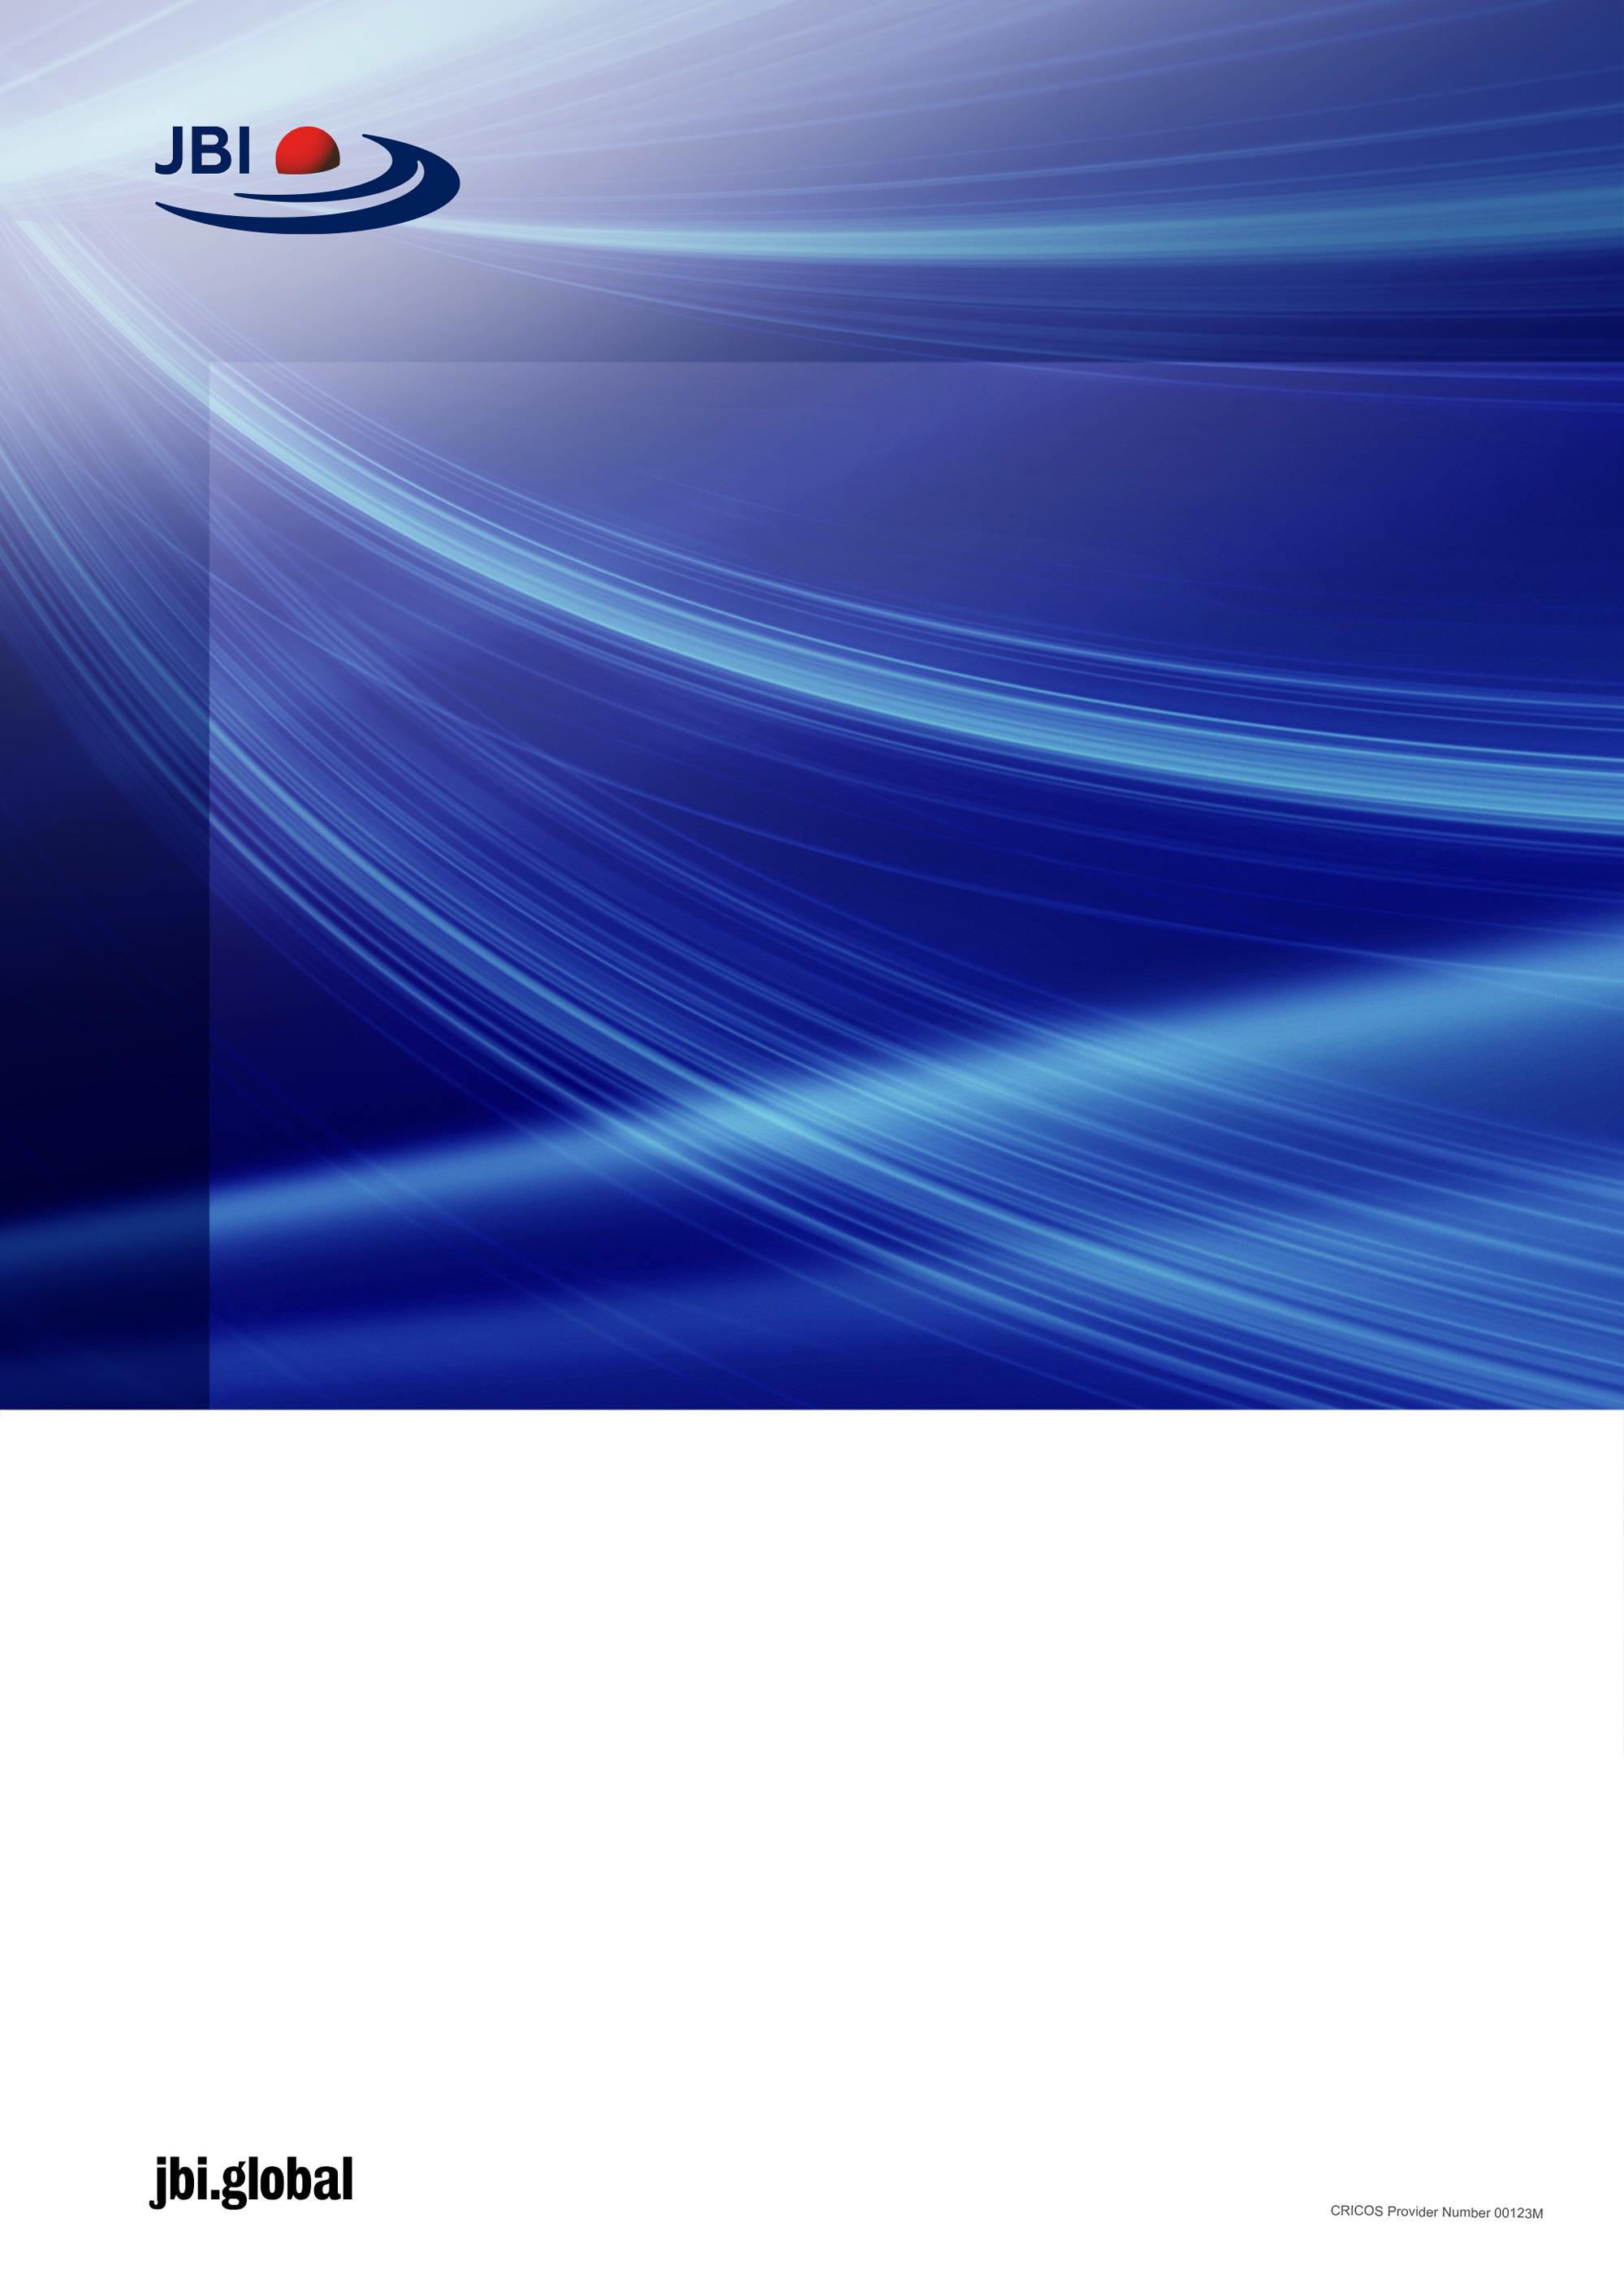 JBI
jbi.global
CRICOS Provider Number 00123M